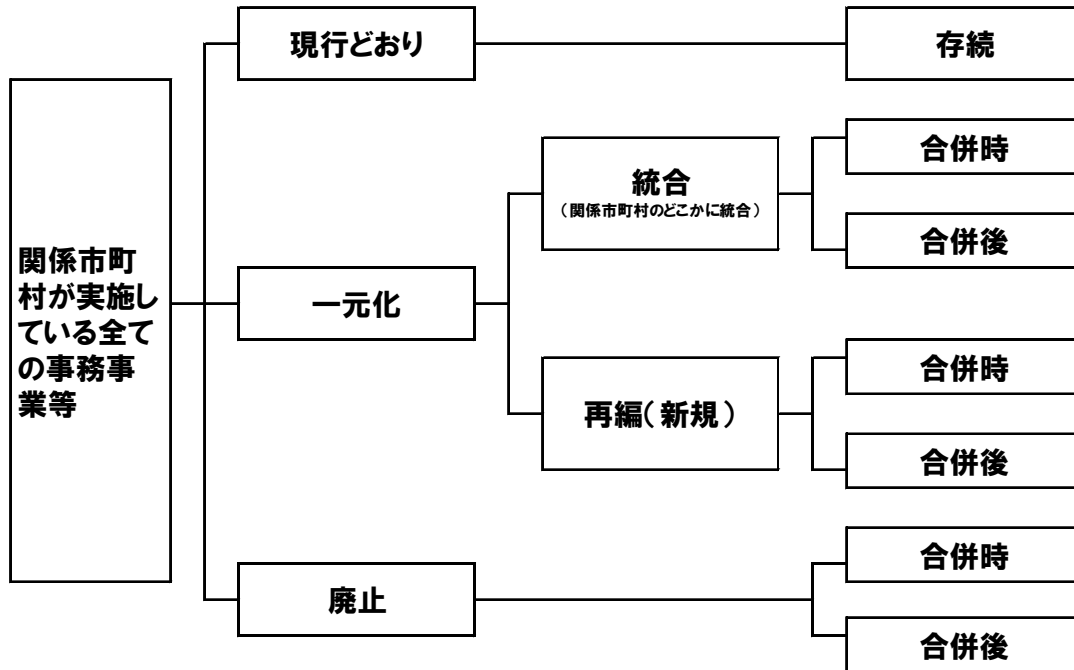 関係市町
村が実施し
ている全て
の事務事
業等
現行どおり
存続
一元化
統合
(関係市町村のどこかに統合)
合併時
合併後
再編(新規)
合併時
合併後
廃止
合併時
合併後